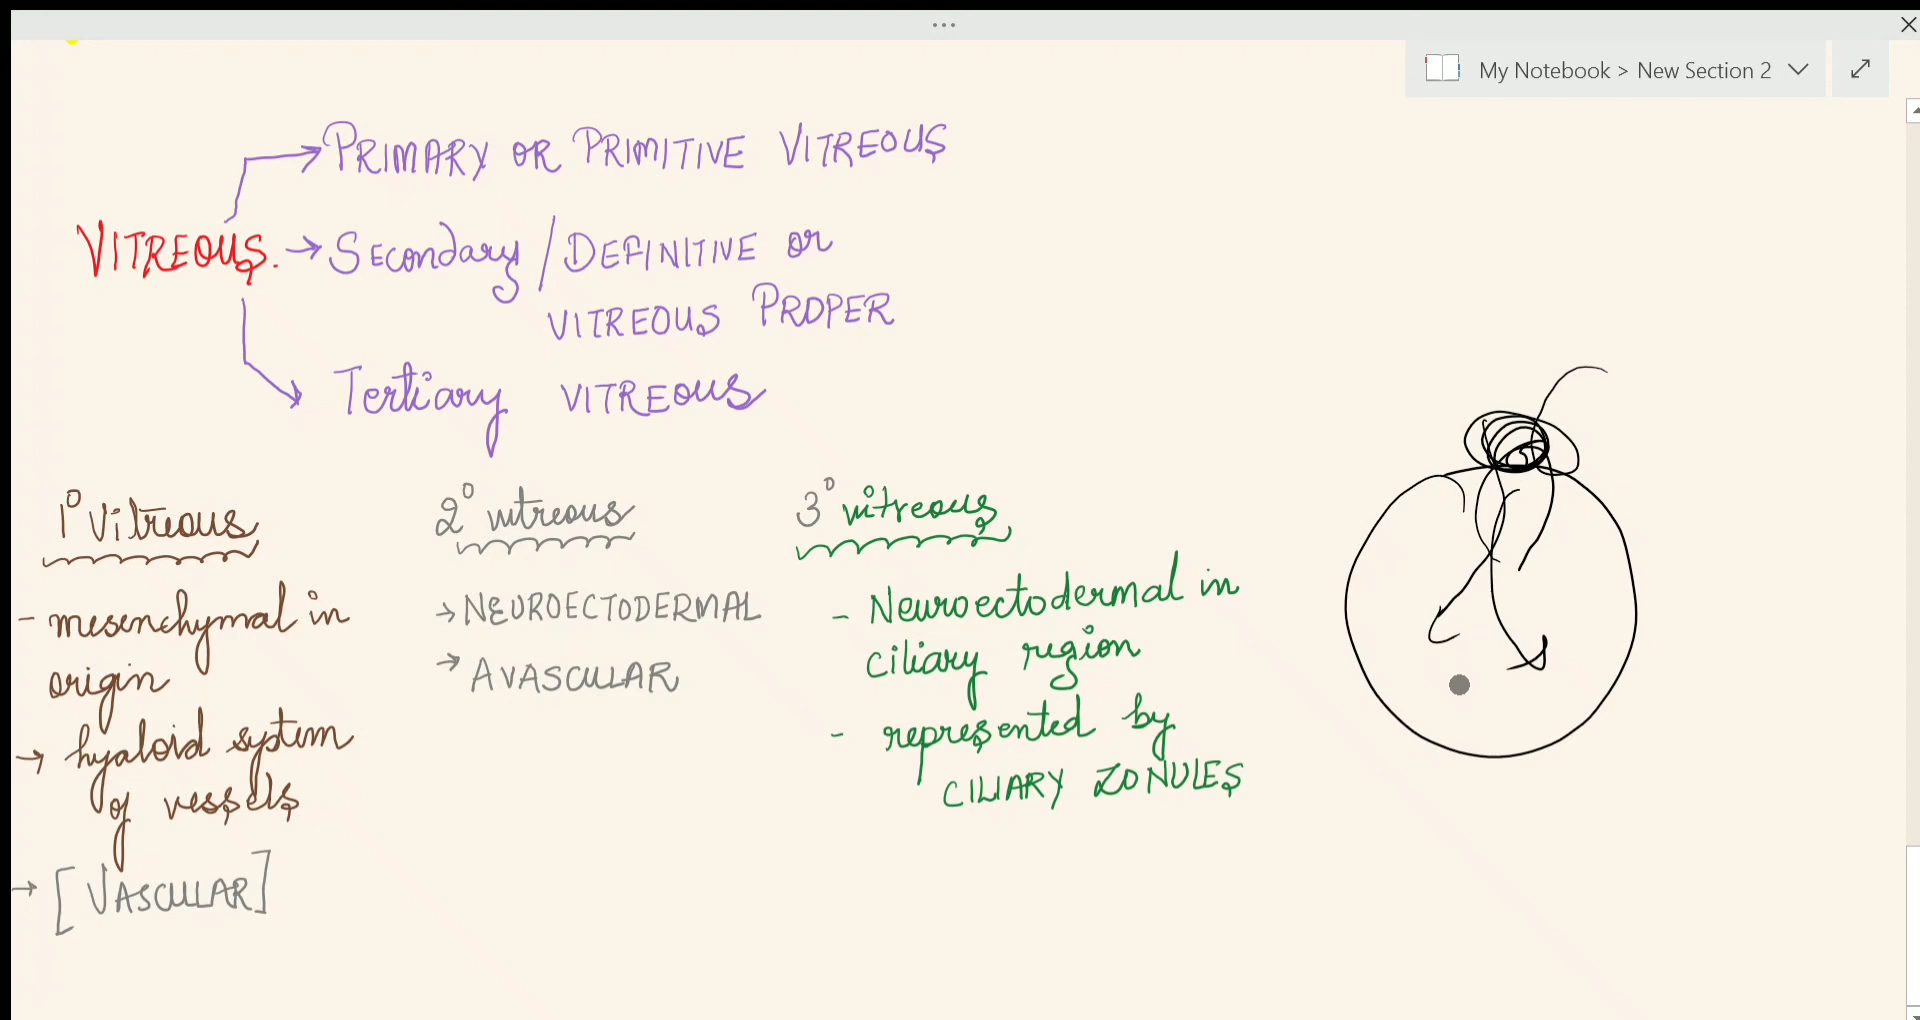 ...
My Notebook > New Section 2
PRIMARY OR PRIMITIVE VITREOUS
VITREOUS. → Secondary / DEFINITIVE or
VITREOUS PROPER
Tertiary VITREOUS
1° Vitreous
- mesenchymal in
origin
→ hyaloid system
of vessels
→ [VASCULAR]
2° vitreous
→ NEUROECTODERMAL
→ AVASCULAR
3° vitreous
- Neuroectodermal in
ciliary region
- represented by
CILIARY ZONULES